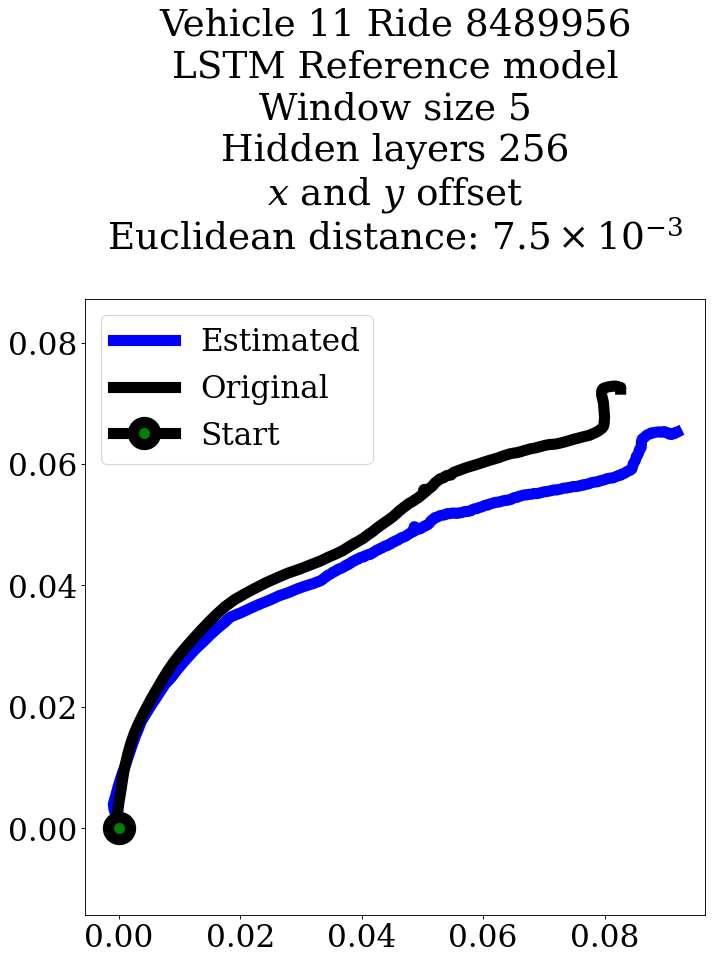 Vehicle 11 Ride 8489956
LSTM Reference model
Window size 5
Hidden layers 256
x and y offset
Euclidean distance: 7.5 × 10⁻³
Estimated
Original
Start
0.08
0.06
0.04
0.02
0.00
0.00 0.02 0.04 0.06 0.08